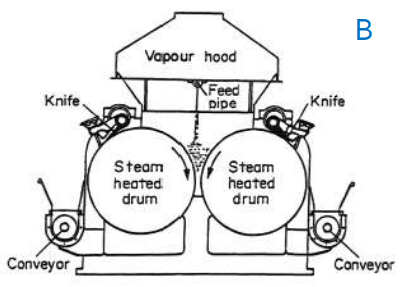 B
Vapour hood
Feed
pipe
Knife
Knife
Steam
heated
drum
Steam
heated
drum
Conveyor
Conveyor